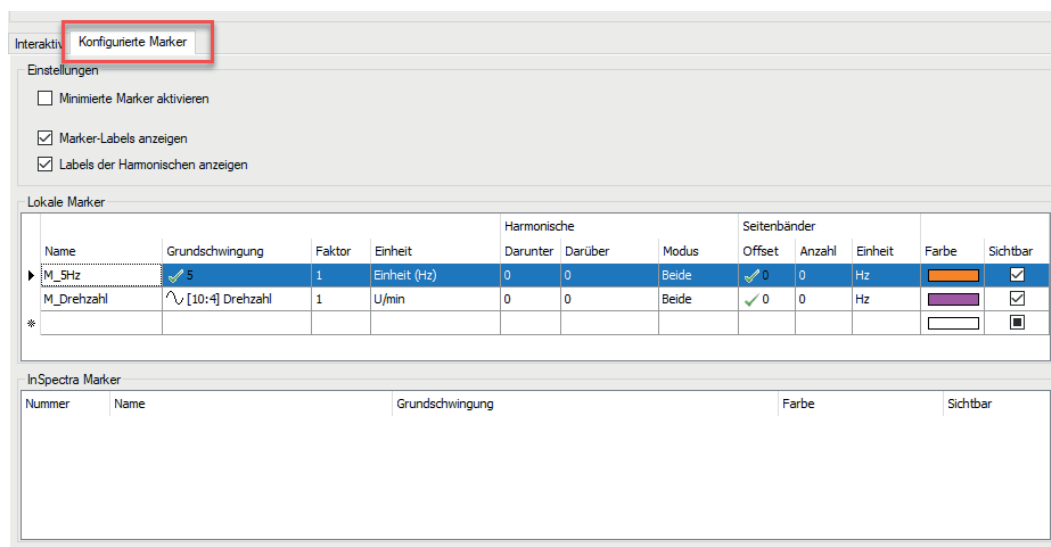 Interaktiv Konfigurierte Marker
Einstellungen
Minimierte Marker aktivieren
Marker-Labels anzeigen
Labels der Harmonischen anzeigen
Lokale Marker
Harmonische Seitenbänder
Name Grundschwingung Faktor Einheit Darunter Darüber Modus Offset Anzahl Einheit Farbe Sichtbar
M_5Hz 5 1 Einheit (Hz) 0 0 Beide 0 0 Hz
M_Drehzahl [10:4] Drehzahl 1 U/min 0 0 Beide 0 0 Hz
InSpectra Marker
Nummer Name Grundschwingung Farbe Sichtbar